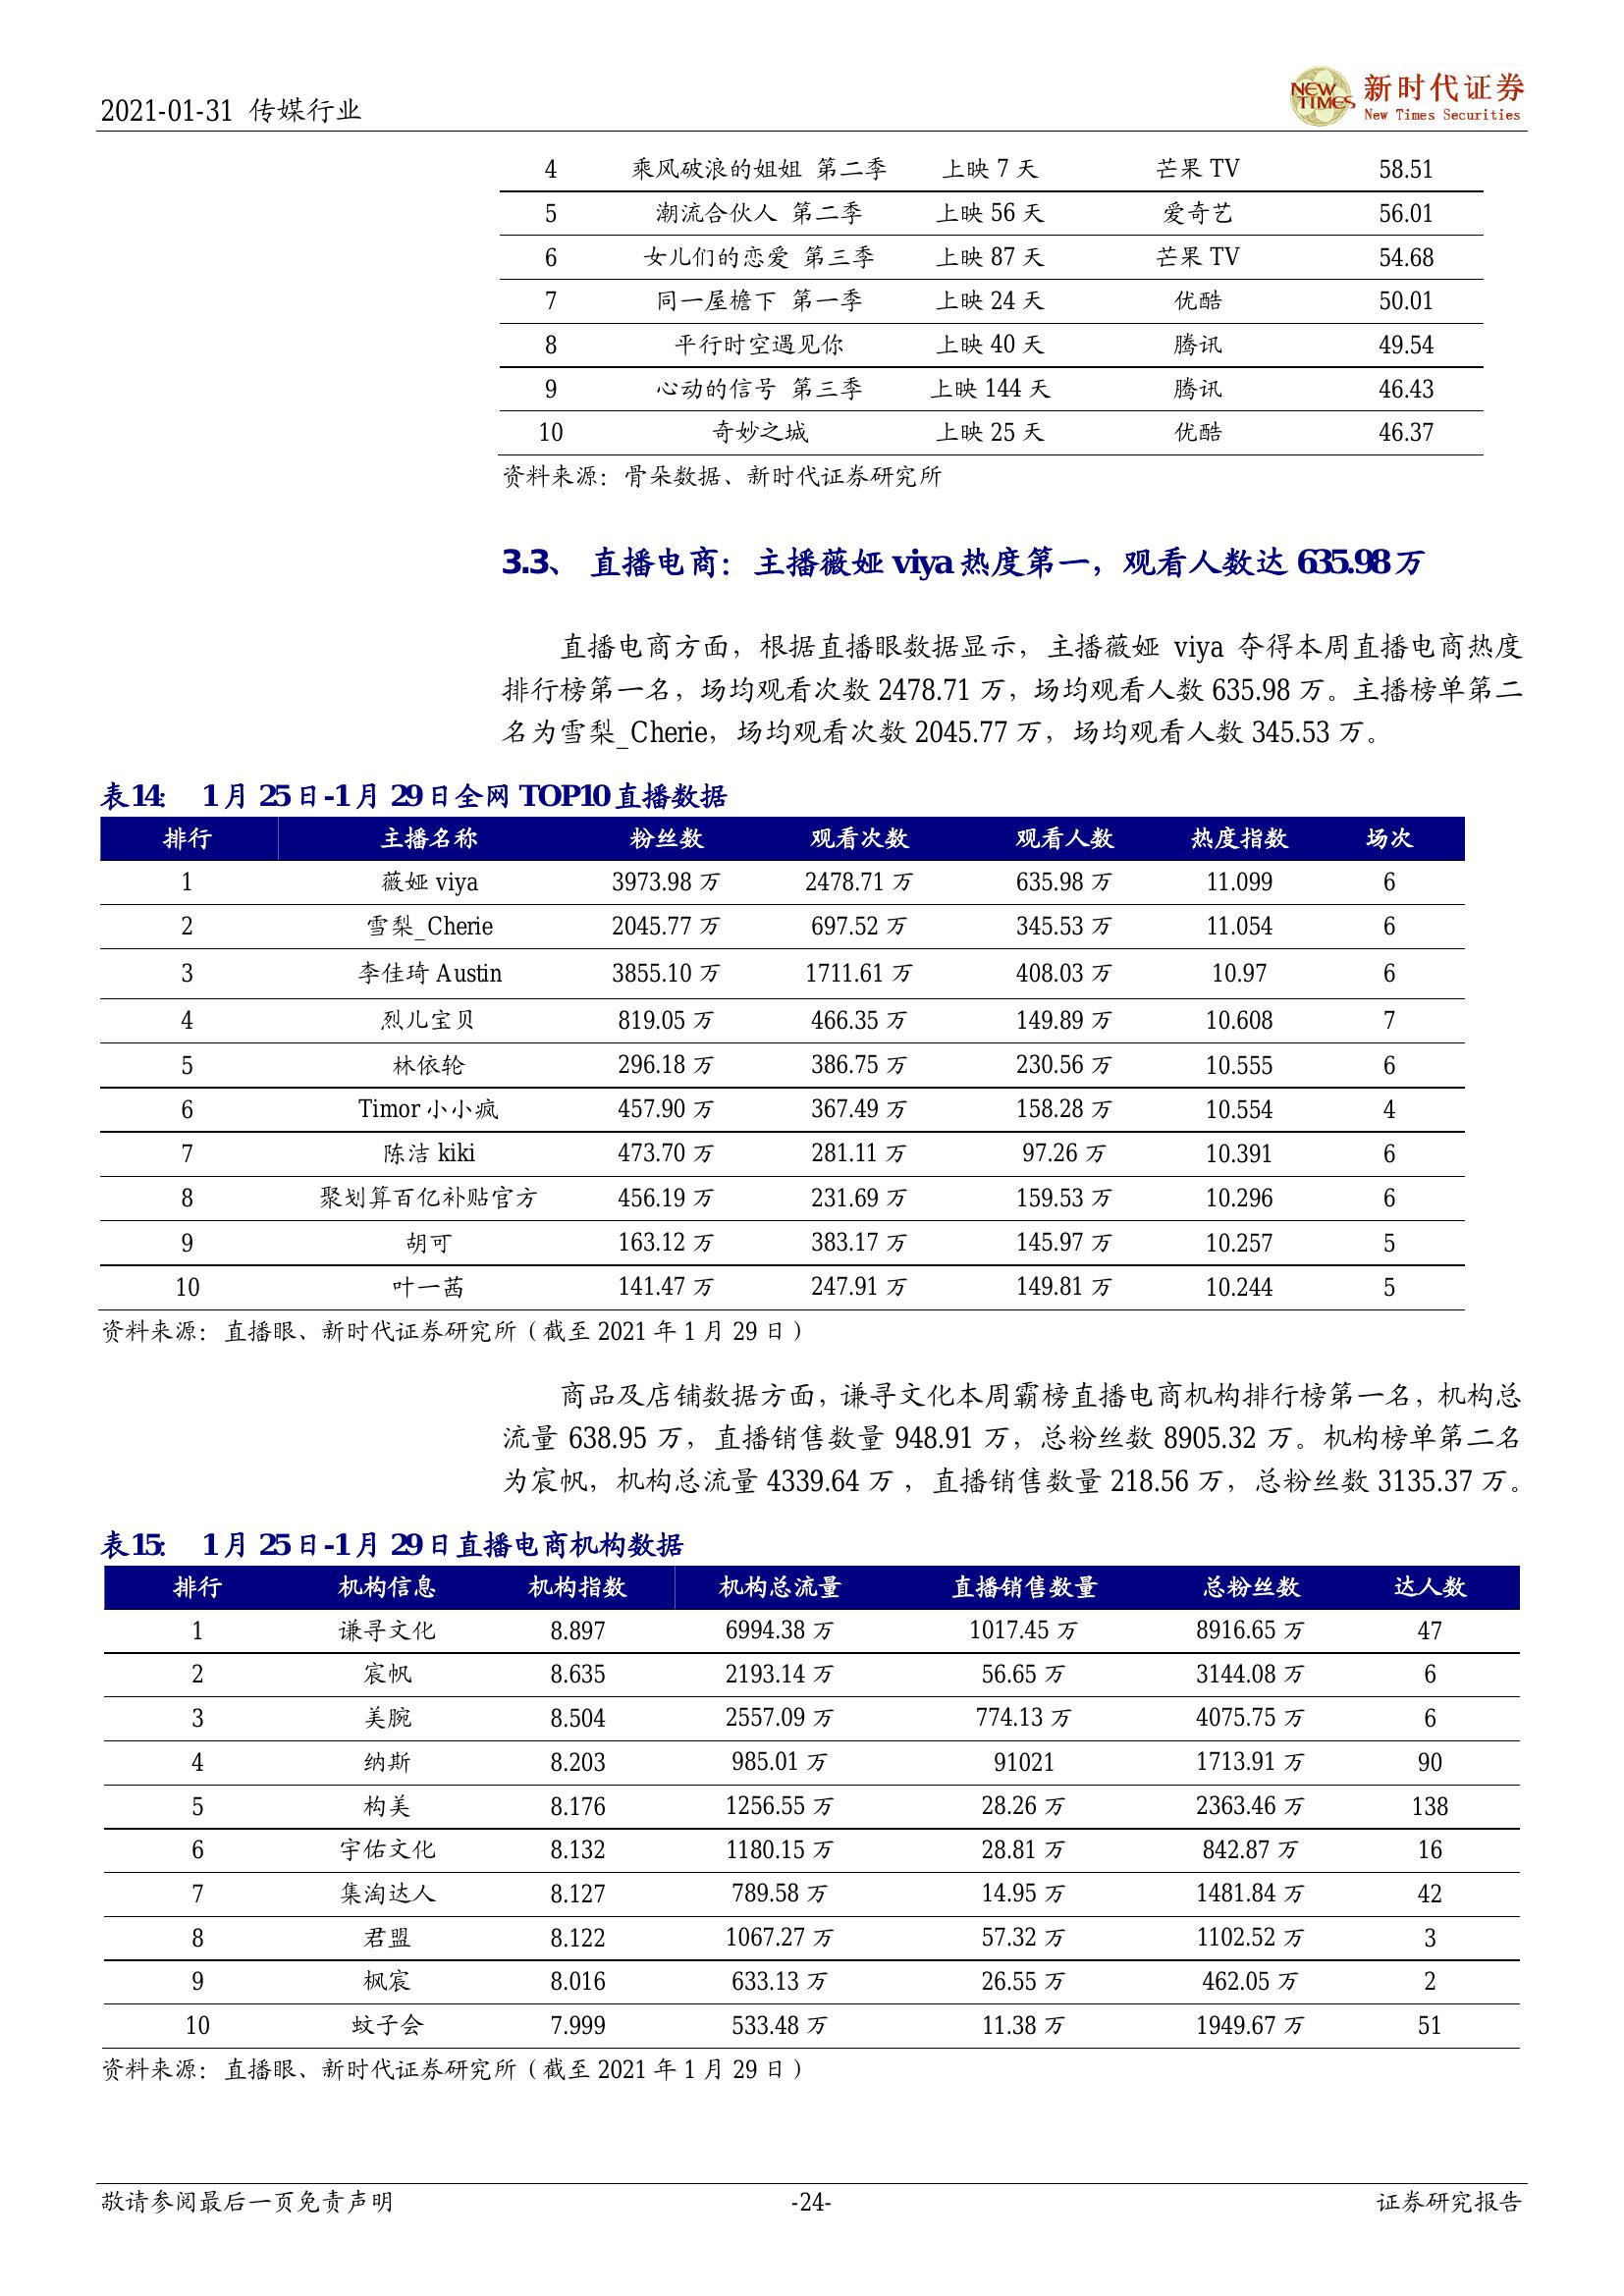 2021-01-31 传媒行业
NEW TIMES 新时代证券
New Times Securities
4 乘风破浪的姐姐 第二季 上映 7 天 芒果 TV 58.51
5 潮流合伙人 第二季 上映 56 天 爱奇艺 56.01
6 女儿们的恋爱 第三季 上映 87 天 芒果 TV 54.68
7 同一屋檐下 第一季 上映 24 天 优酷 50.01
8 平行时空遇见你 上映 40 天 腾讯 49.54
9 心动的信号 第三季 上映 144 天 腾讯 46.43
10 奇妙之城 上映 25 天 优酷 46.37
资料来源：骨朵数据、新时代证券研究所
3.3、 直播电商：主播薇娅 viya 热度第一，观看人数达 635.98 万
直播电商方面，根据直播眼数据显示，主播薇娅 viya 夺得本周直播电商热度
排行榜第一名，场均观看次数 2478.71 万，场均观看人数 635.98 万。主播榜单第二
名为雪梨_Cherie，场均观看次数 2045.77 万，场均观看人数 345.53 万。
表14： 1 月 25 日-1 月 29 日全网 TOP10 直播数据
排行 主播名称 粉丝数 观看次数 观看人数 热度指数 场次
1 薇娅 viya 3973.98 万 2478.71 万 635.98 万 11.099 6
2 雪梨_Cherie 2045.77 万 697.52 万 345.53 万 11.054 6
3 李佳琦 Austin 3855.10 万 1711.61 万 408.03 万 10.97 6
4 烈儿宝贝 819.05 万 466.35 万 149.89 万 10.608 7
5 林依轮 296.18 万 386.75 万 230.56 万 10.555 6
6 Timor 小小疯 457.90 万 367.49 万 158.28 万 10.554 4
7 陈洁 kiki 473.70 万 281.11 万 97.26 万 10.391 6
8 聚划算百亿补贴官方 456.19 万 231.69 万 159.53 万 10.296 6
9 胡可 163.12 万 383.17 万 145.97 万 10.257 5
10 叶一茜 141.47 万 247.91 万 149.81 万 10.244 5
资料来源：直播眼、新时代证券研究所（截至 2021 年 1 月 29 日）
商品及店铺数据方面，谦寻文化本周霸榜直播电商机构排行榜第一名，机构总
流量 638.95 万，直播销售数量 948.91 万，总粉丝数 8905.32 万。机构榜单第二名
为宸帆，机构总流量 4339.64 万 ，直播销售数量 218.56 万，总粉丝数 3135.37 万。
表15： 1 月 25 日-1 月 29 日直播电商机构数据
排行 机构信息 机构指数 机构总流量 直播销售数量 总粉丝数 达人数
1 谦寻文化 8.897 6994.38 万 1017.45 万 8916.65 万 47
2 宸帆 8.635 2193.14 万 56.65 万 3144.08 万 6
3 美腕 8.504 2557.09 万 774.13 万 4075.75 万 6
4 纳斯 8.203 985.01 万 91021 1713.91 万 90
5 构美 8.176 1256.55 万 28.26 万 2363.46 万 138
6 宇佑文化 8.132 1180.15 万 28.81 万 842.87 万 16
7 集淘达人 8.127 789.58 万 14.95 万 1481.84 万 42
8 君盟 8.122 1067.27 万 57.32 万 1102.52 万 3
9 枫宸 8.016 633.13 万 26.55 万 462.05 万 2
10 蚊子会 7.999 533.48 万 11.38 万 1949.67 万 51
资料来源：直播眼、新时代证券研究所（截至 2021 年 1 月 29 日）
敬请参阅最后一页免责声明 -24- 证券研究报告